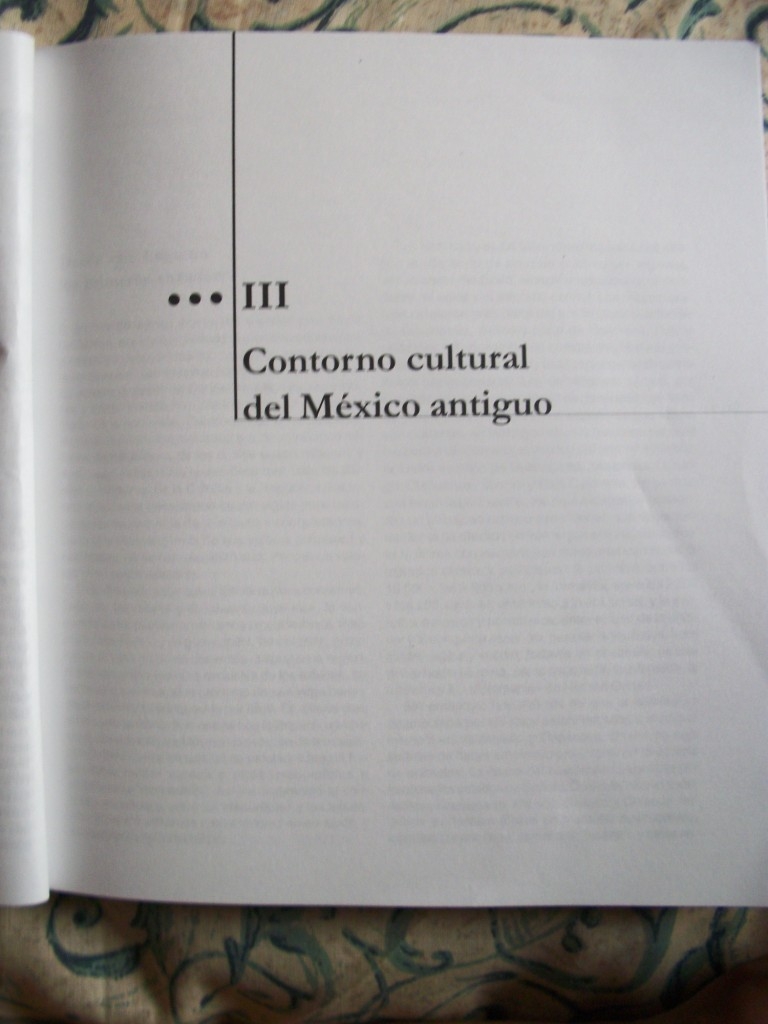 ••• III
Contorno cultural
del México antiguo